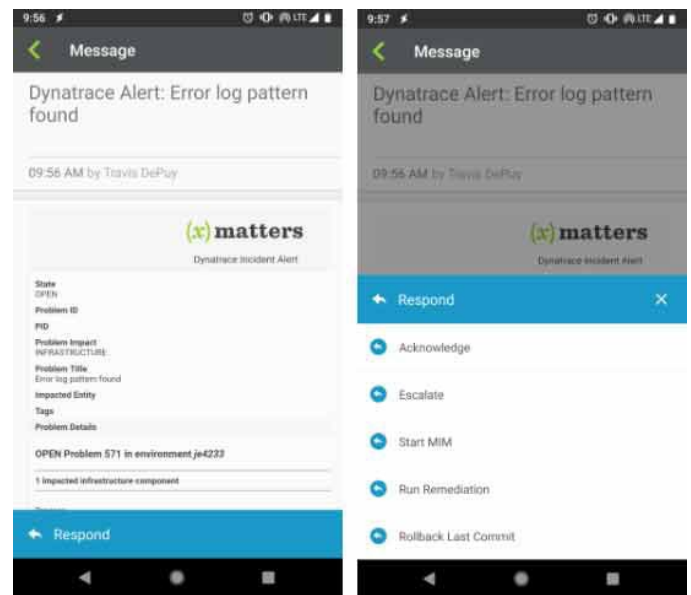 9:56
LTE
Message
Dynatrace Alert: Error log pattern
found
09:56 AM by Travis DePuy
(x) matters
Dynatrace Incident Alert
State
OPEN
Problem ID
PID
Problem Impact
INFRASTRUCTURE
Problem Title
Error log pattern found
Impacted Entity
Tags
Problem Details
OPEN Problem 571 in environment je4233
1 Impacted infrastructure component
Respond
9:57
LTE
Message
Dynatrace Alert: Error log pattern
found
09:56 AM by Travis DePuy
(x) matters
Dynatrace Incident Alert
Respond
Acknowledge
Escalate
Start MIM
Run Remediation
Rollback Last Commit